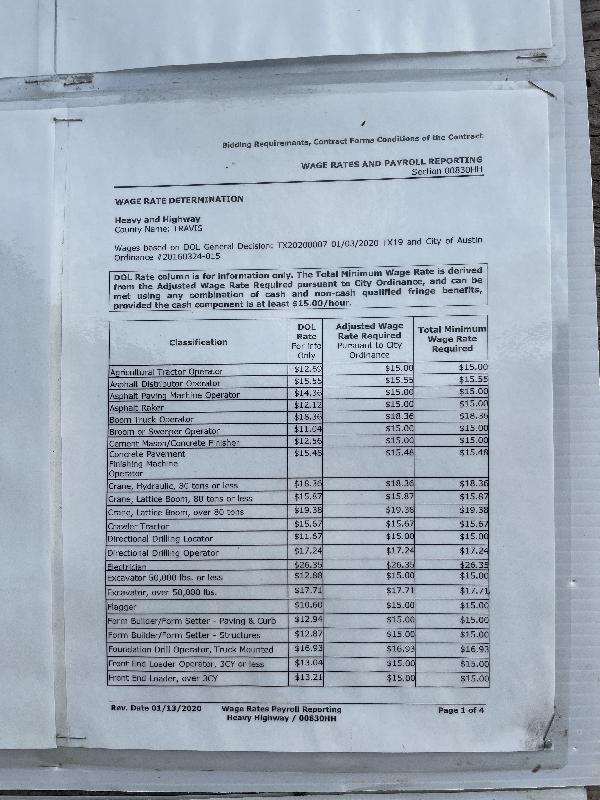 Bidding Requirements, Contract Forms Conditions of the Contract
WAGE RATES AND PAYROLL REPORTING
Section 00830HH
WAGE RATE DETERMINATION
Heavy and Highway
County Name: TRAVIS
Wages based on DOL General Decision: TX20200007 01/03/2020 TX19 and City of Austin
Ordinance #20160324-015
DOL Rate column is for information only. The Total Minimum Wage Rate is derived
from the Adjusted Wage Rate Required pursuant to City Ordinance, and can be
met using any combination of cash and non-cash qualified fringe benefits,
provided the cash component is at least $15.00/hour.
Classification DOL Rate For Info Only Adjusted Wage Rate Required Pursuant to City Ordinance Total Minimum Wage Rate Required
Agricultural Tractor Operator $12.69 $15.00 $15.00
Asphalt Distributor Operator $15.55 $15.55 $15.55
Asphalt Paving Machine Operator $14.36 $15.00 $15.00
Asphalt Raker $12.12 $15.00 $15.00
Boom Truck Operator $18.36 $18.36 $18.36
Broom or Sweeper Operator $11.04 $15.00 $15.00
Cement Mason/Concrete Finisher $12.56 $15.00 $15.00
Concrete Pavement $15.48 $15.48 $15.48
Finishing Machine
Operator
Crane, Hydraulic, 80 tons or less $18.36 $18.36 $18.36
Crane, Lattice Boom, 80 tons or less $15.87 $15.87 $15.87
Crane, Lattice Boom, over 80 tons $19.38 $19.38 $19.38
Crawler Tractor $15.67 $15.67 $15.67
Directional Drilling Locator $11.67 $15.00 $15.00
Directional Drilling Operator $17.24 $17.24 $17.24
Electrician $26.35 $26.35 $26.35
Excavator 50,000 lbs. or less $12.88 $15.00 $15.00
Excavator, over 50,000 lbs. $17.71 $17.71 $17.71
Flagger $10.60 $15.00 $15.00
Form Builder/Form Setter - Paving & Curb $12.94 $15.00 $15.00
Form Builder/Form Setter - Structures $12.87 $15.00 $15.00
Foundation Drill Operator, Truck Mounted $16.93 $16.93 $16.93
Front End Loader Operator, 3CY or less $13.04 $15.00 $15.00
Front End Loader, over 3CY $13.21 $15.00 $15.00
Rev. Date 01/13/2020 Wage Rates Payroll Reporting Page 1 of 4
Heavy Highway / 00830HH